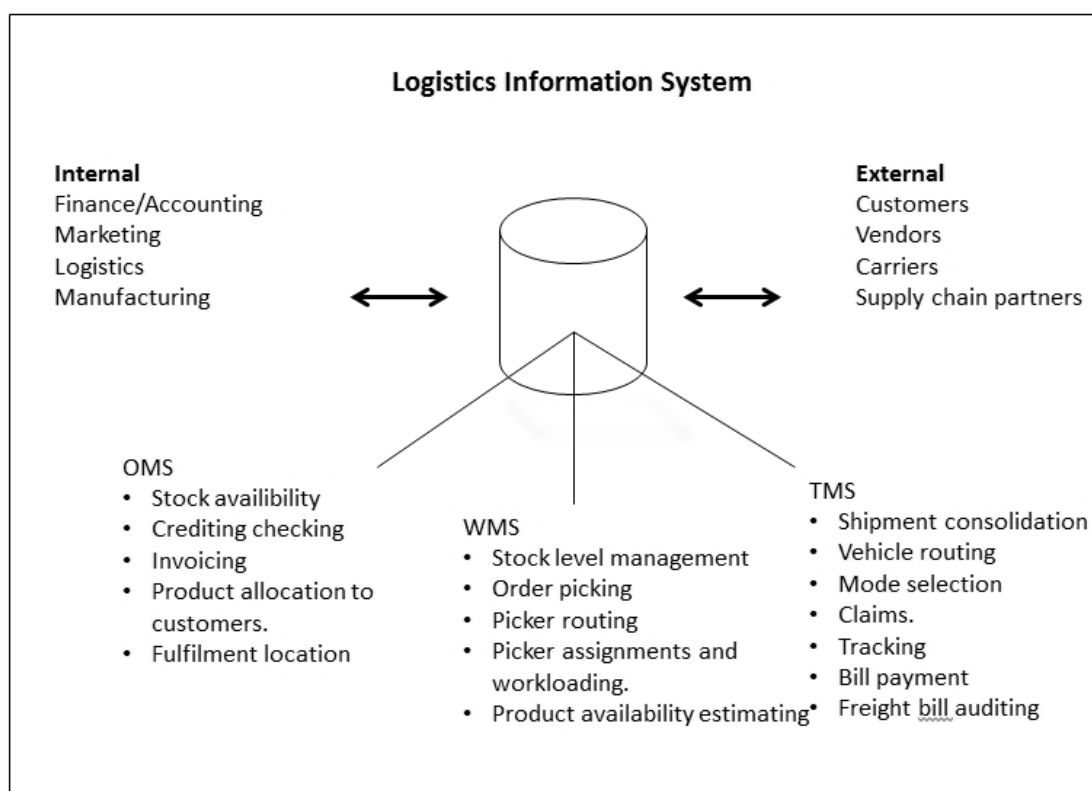 Logistics Information System
Internal
Finance/Accounting
Marketing
Logistics
Manufacturing
External
Customers
Vendors
Carriers
Supply chain partners
OMS
• Stock availibility
• Crediting checking
• Invoicing
• Product allocation to
customers.
• Fulfilment location
WMS
• Stock level management
• Order picking
• Picker routing
• Picker assignments and
workloading.
• Product availability estimating
TMS
• Shipment consolidation
• Vehicle routing
• Mode selection
• Claims.
• Tracking
• Bill payment
• Freight bill auditing